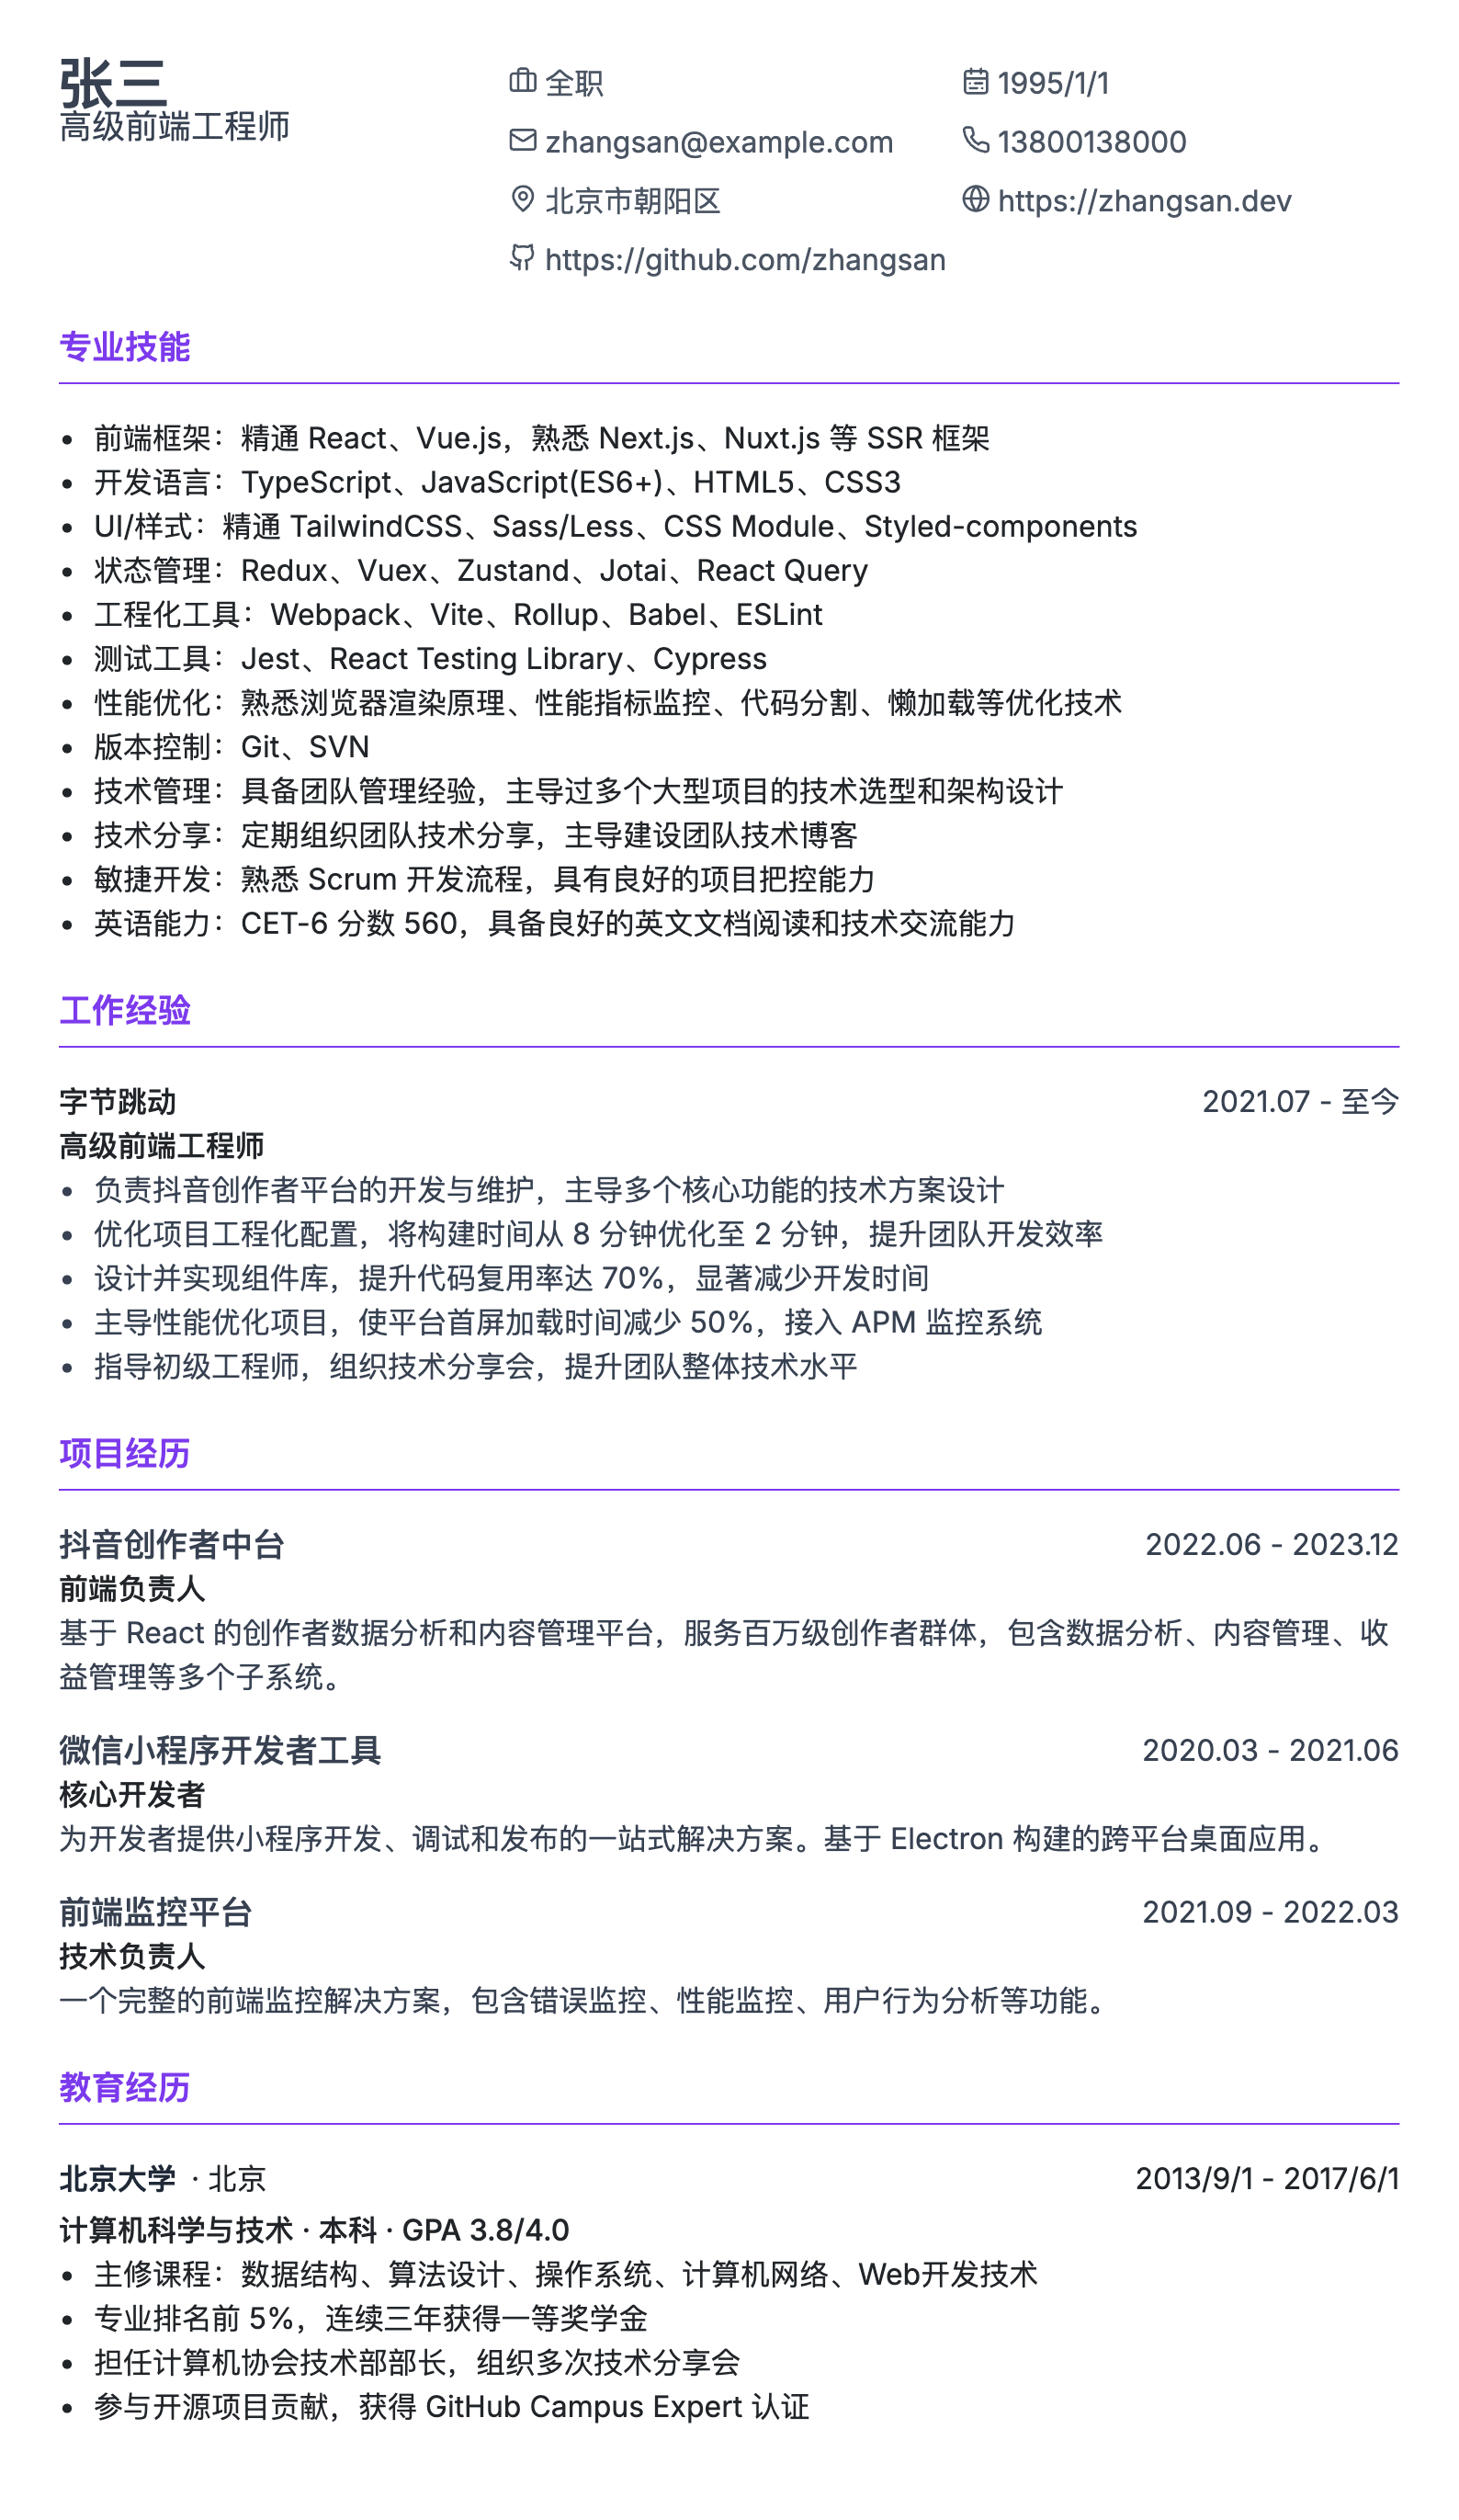 张三
高级前端工程师
全职
1995/1/1
zhangsan@example.com
13800138000
北京市朝阳区
https://zhangsan.dev
https://github.com/zhangsan
专业技能
• 前端框架：精通 React、Vue.js，熟悉 Next.js、Nuxt.js 等 SSR 框架
• 开发语言：TypeScript、JavaScript(ES6+)、HTML5、CSS3
• UI/样式：精通 TailwindCSS、Sass/Less、CSS Module、Styled-components
• 状态管理：Redux、Vuex、Zustand、Jotai、React Query
• 工程化工具：Webpack、Vite、Rollup、Babel、ESLint
• 测试工具：Jest、React Testing Library、Cypress
• 性能优化：熟悉浏览器渲染原理、性能指标监控、代码分割、懒加载等优化技术
• 版本控制：Git、SVN
• 技术管理：具备团队管理经验，主导过多个大型项目的技术选型和架构设计
• 技术分享：定期组织团队技术分享，主导建设团队技术博客
• 敏捷开发：熟悉 Scrum 开发流程，具有良好的项目把控能力
• 英语能力：CET-6 分数 560，具备良好的英文文档阅读和技术交流能力
工作经验
字节跳动 2021.07 - 至今
高级前端工程师
• 负责抖音创作者平台的开发与维护，主导多个核心功能的技术方案设计
• 优化项目工程化配置，将构建时间从 8 分钟优化至 2 分钟，提升团队开发效率
• 设计并实现组件库，提升代码复用率达 70%，显著减少开发时间
• 主导性能优化项目，使平台首屏加载时间减少 50%，接入 APM 监控系统
• 指导初级工程师，组织技术分享会，提升团队整体技术水平
项目经历
抖音创作者中台 2022.06 - 2023.12
前端负责人
基于 React 的创作者数据分析和内容管理平台，服务百万级创作者群体，包含数据分析、内容管理、收
益管理等多个子系统。
微信小程序开发者工具 2020.03 - 2021.06
核心开发者
为开发者提供小程序开发、调试和发布的一站式解决方案。基于 Electron 构建的跨平台桌面应用。
前端监控平台 2021.09 - 2022.03
技术负责人
一个完整的前端监控解决方案，包含错误监控、性能监控、用户行为分析等功能。
教育经历
北京大学 · 北京 2013/9/1 - 2017/6/1
计算机科学与技术 · 本科 · GPA 3.8/4.0
• 主修课程：数据结构、算法设计、操作系统、计算机网络、Web开发技术
• 专业排名前 5%，连续三年获得一等奖学金
• 担任计算机协会技术部部长，组织多次技术分享会
• 参与开源项目贡献，获得 GitHub Campus Expert 认证